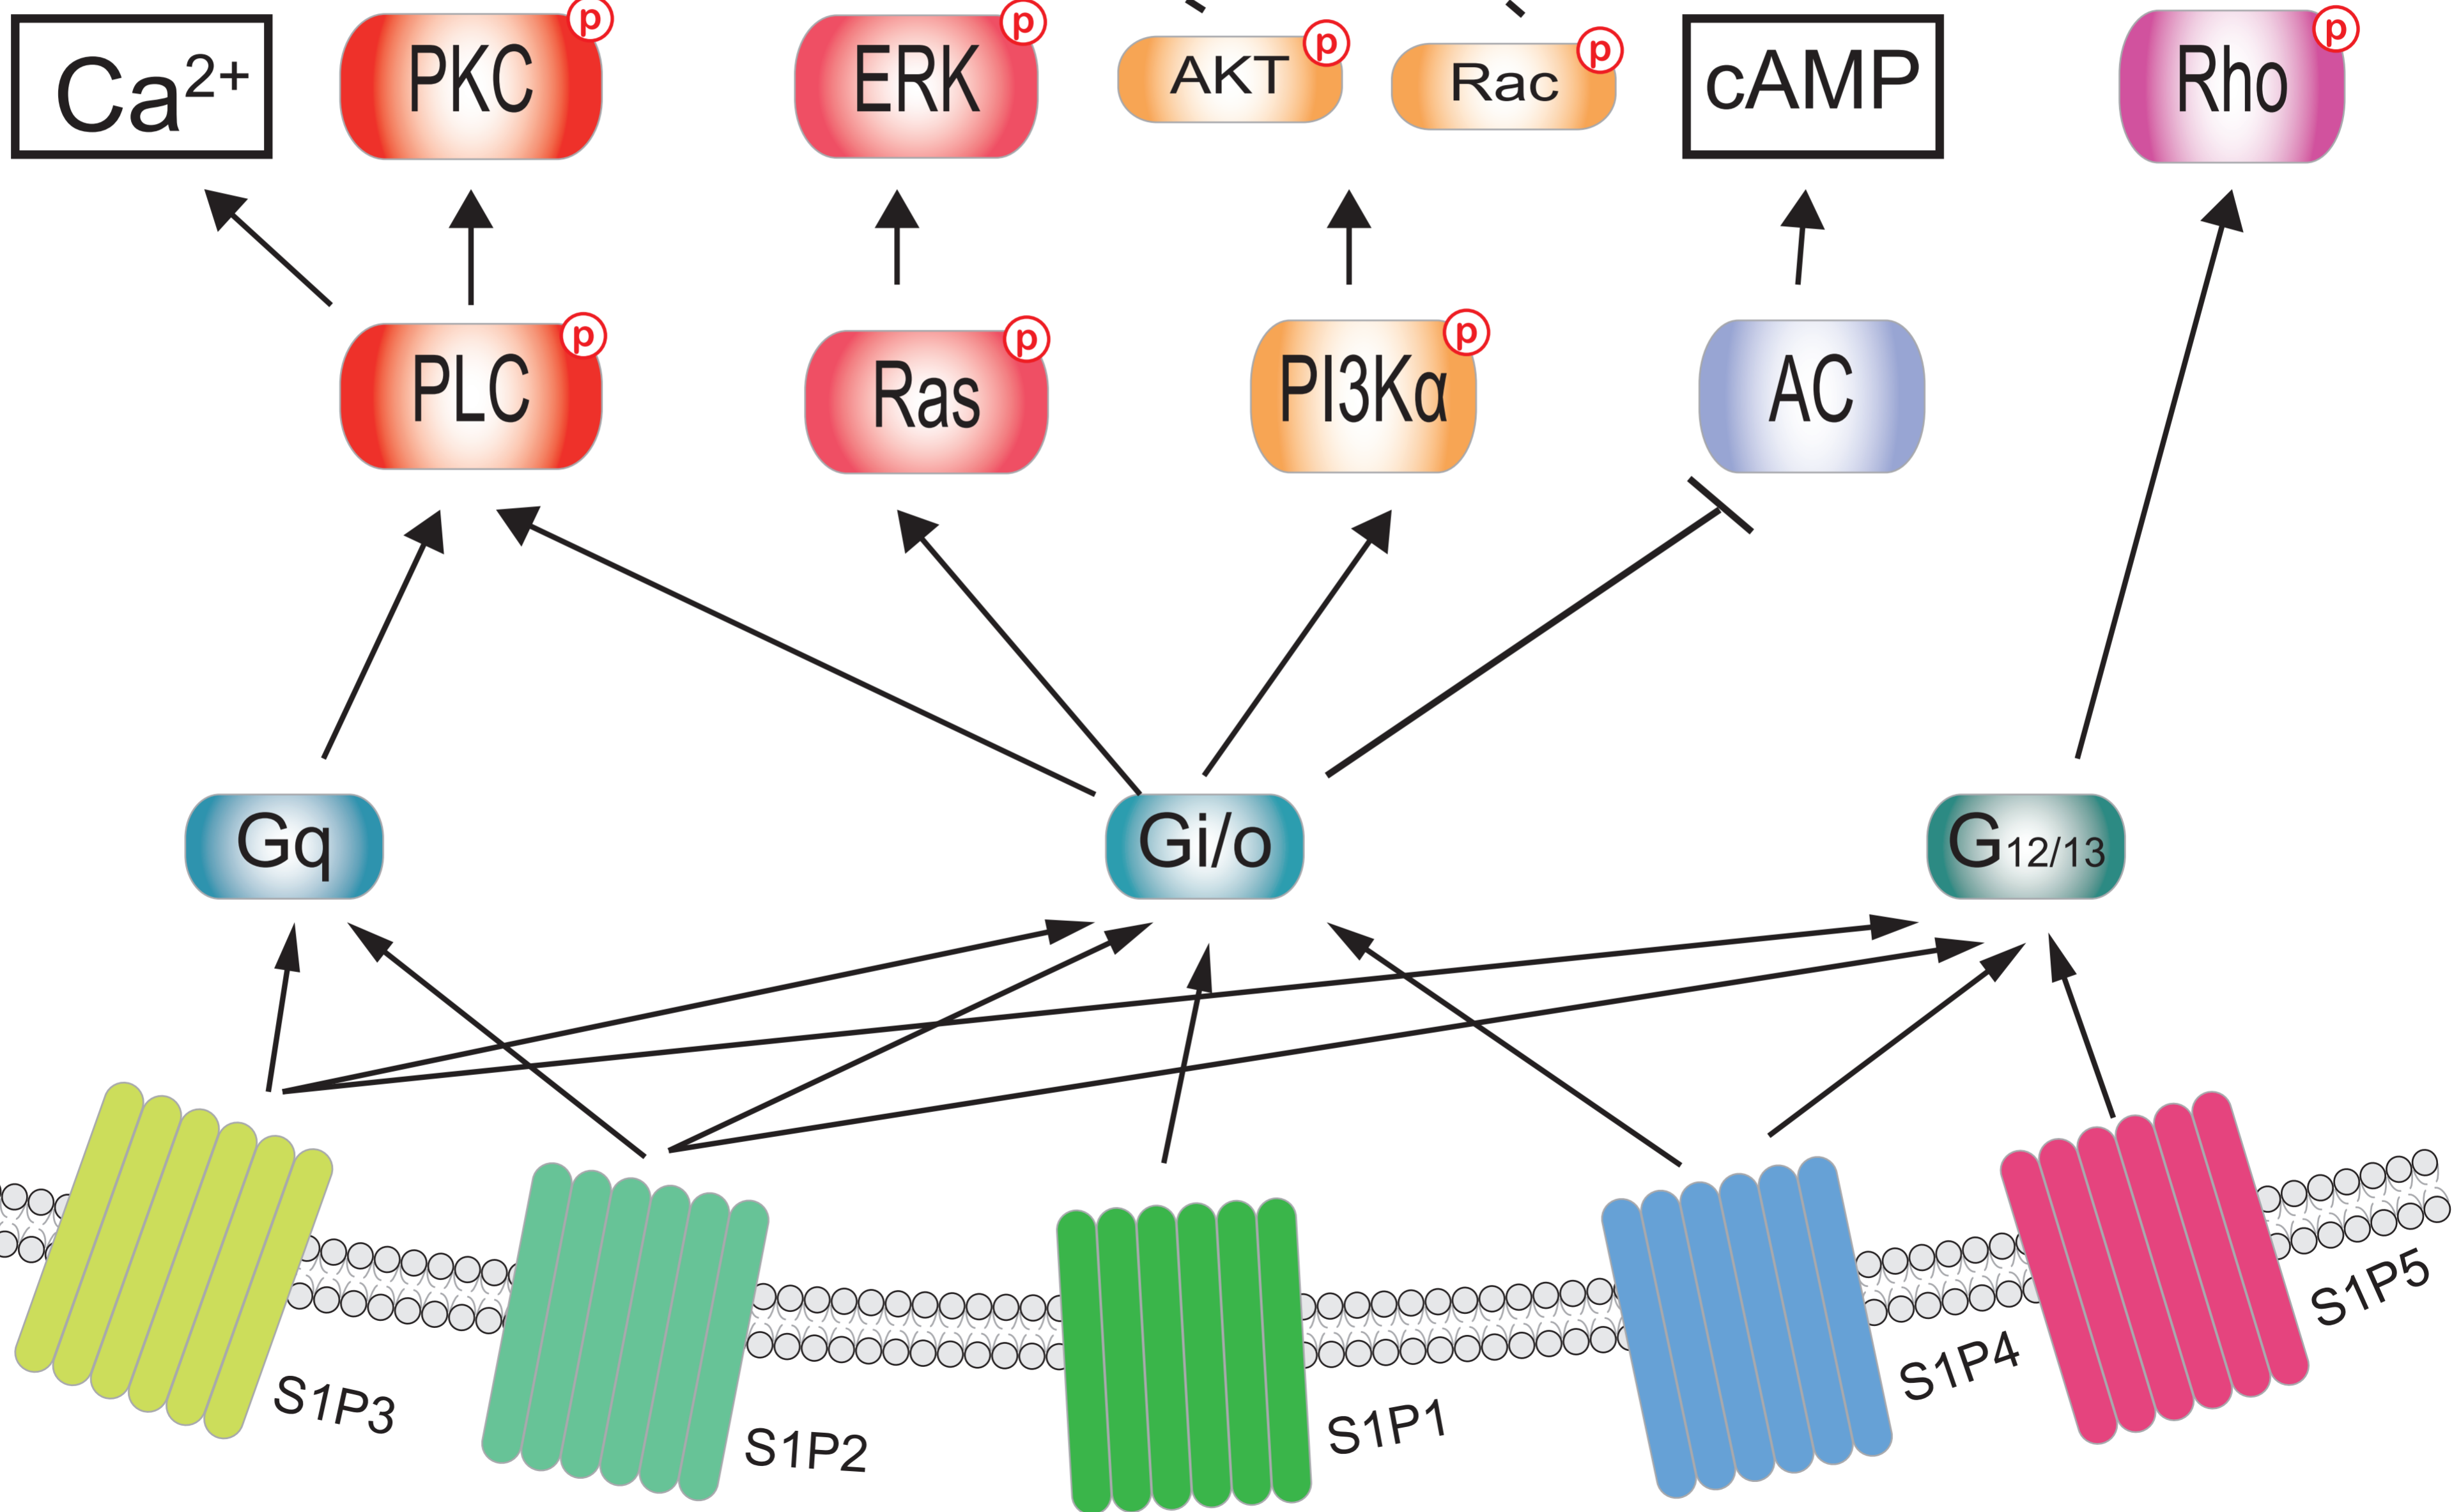 Ca2+
p
PKC
p
ERK
p
AKT
p
Rac
cAMP
p
Rho
p
PLC
p
Ras
p
PI3Kα
AC
Gq
Gi/o
G12/13
S1P3
S1P2
S1P1
S1P4
S1P5